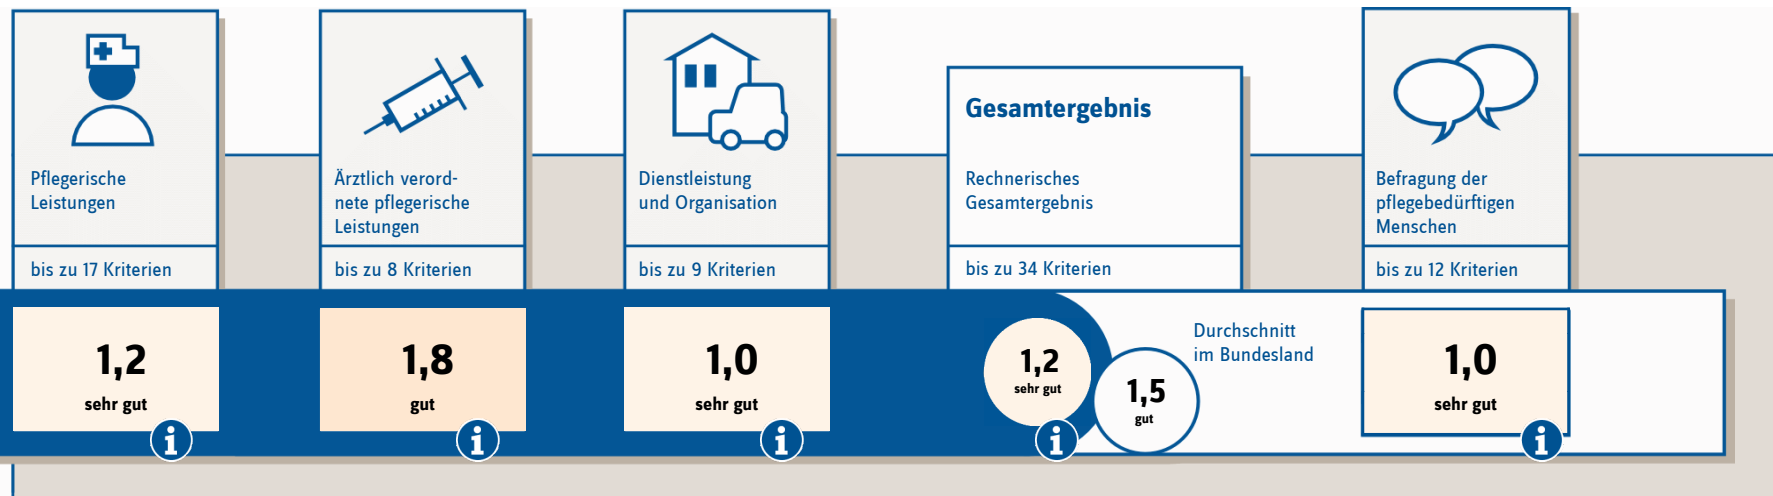 Pflegerische
Leistungen
bis zu 17 Kriterien
1,2
sehr gut
i
Ärztlich verord-
nete pflegerische
Leistungen
bis zu 8 Kriterien
1,8
gut
i
Dienstleistung
und Organisation
bis zu 9 Kriterien
1,0
sehr gut
i
Gesamtergebnis
Rechnerisches
Gesamtergebnis
bis zu 34 Kriterien
1,2
sehr gut
i
1,5
gut
Durchschnitt
im Bundesland
Befragung der
pflegebedürftigen
Menschen
bis zu 12 Kriterien
1,0
sehr gut
i